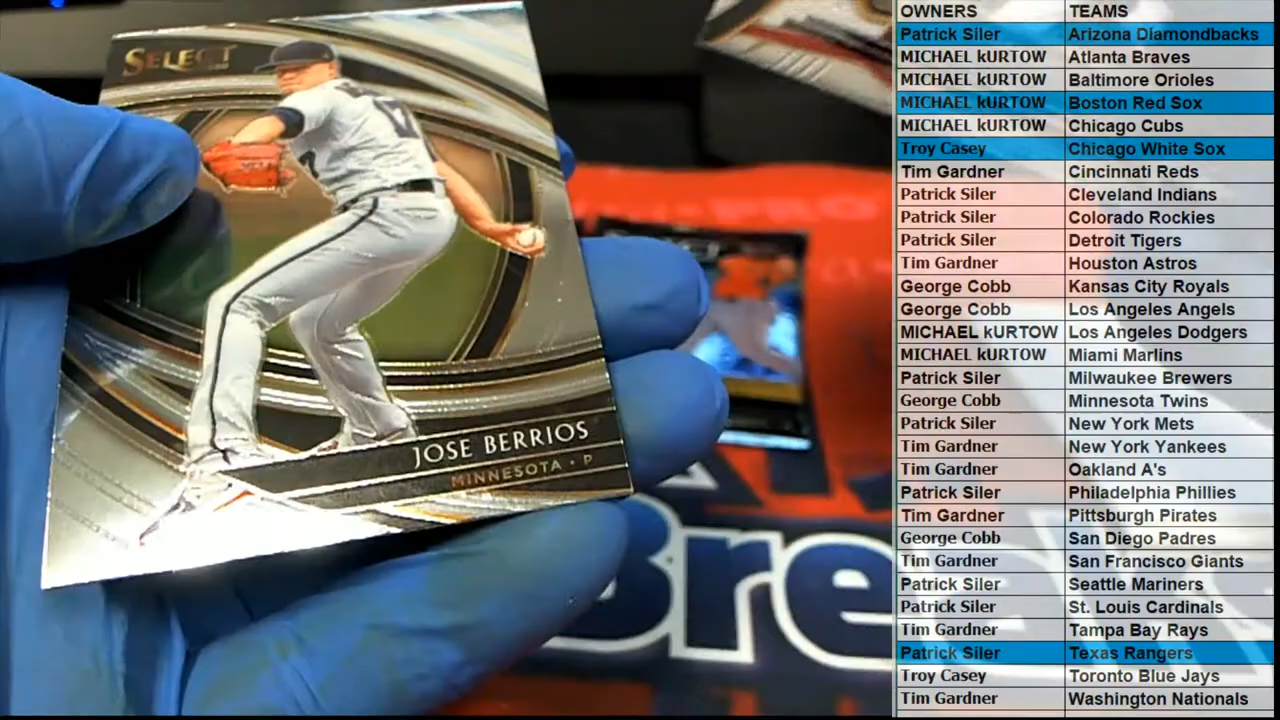 SELECT
JOSE BERRIOS
MINNESOTA • P
Bre
OWNERS TEAMS
Patrick Siler Arizona Diamondbacks
MICHAEL kURTOW Atlanta Braves
MICHAEL kURTOW Baltimore Orioles
MICHAEL kURTOW Boston Red Sox
MICHAEL kURTOW Chicago Cubs
Troy Casey Chicago White Sox
Tim Gardner Cincinnati Reds
Patrick Siler Cleveland Indians
Patrick Siler Colorado Rockies
Patrick Siler Detroit Tigers
Tim Gardner Houston Astros
George Cobb Kansas City Royals
George Cobb Los Angeles Angels
MICHAEL kURTOW Los Angeles Dodgers
MICHAEL kURTOW Miami Marlins
Patrick Siler Milwaukee Brewers
George Cobb Minnesota Twins
Patrick Siler New York Mets
Tim Gardner New York Yankees
Tim Gardner Oakland A's
Patrick Siler Philadelphia Phillies
Tim Gardner Pittsburgh Pirates
George Cobb San Diego Padres
Tim Gardner San Francisco Giants
Patrick Siler Seattle Mariners
Patrick Siler St. Louis Cardinals
Tim Gardner Tampa Bay Rays
Patrick Siler Texas Rangers
Troy Casey Toronto Blue Jays
Tim Gardner Washington Nationals